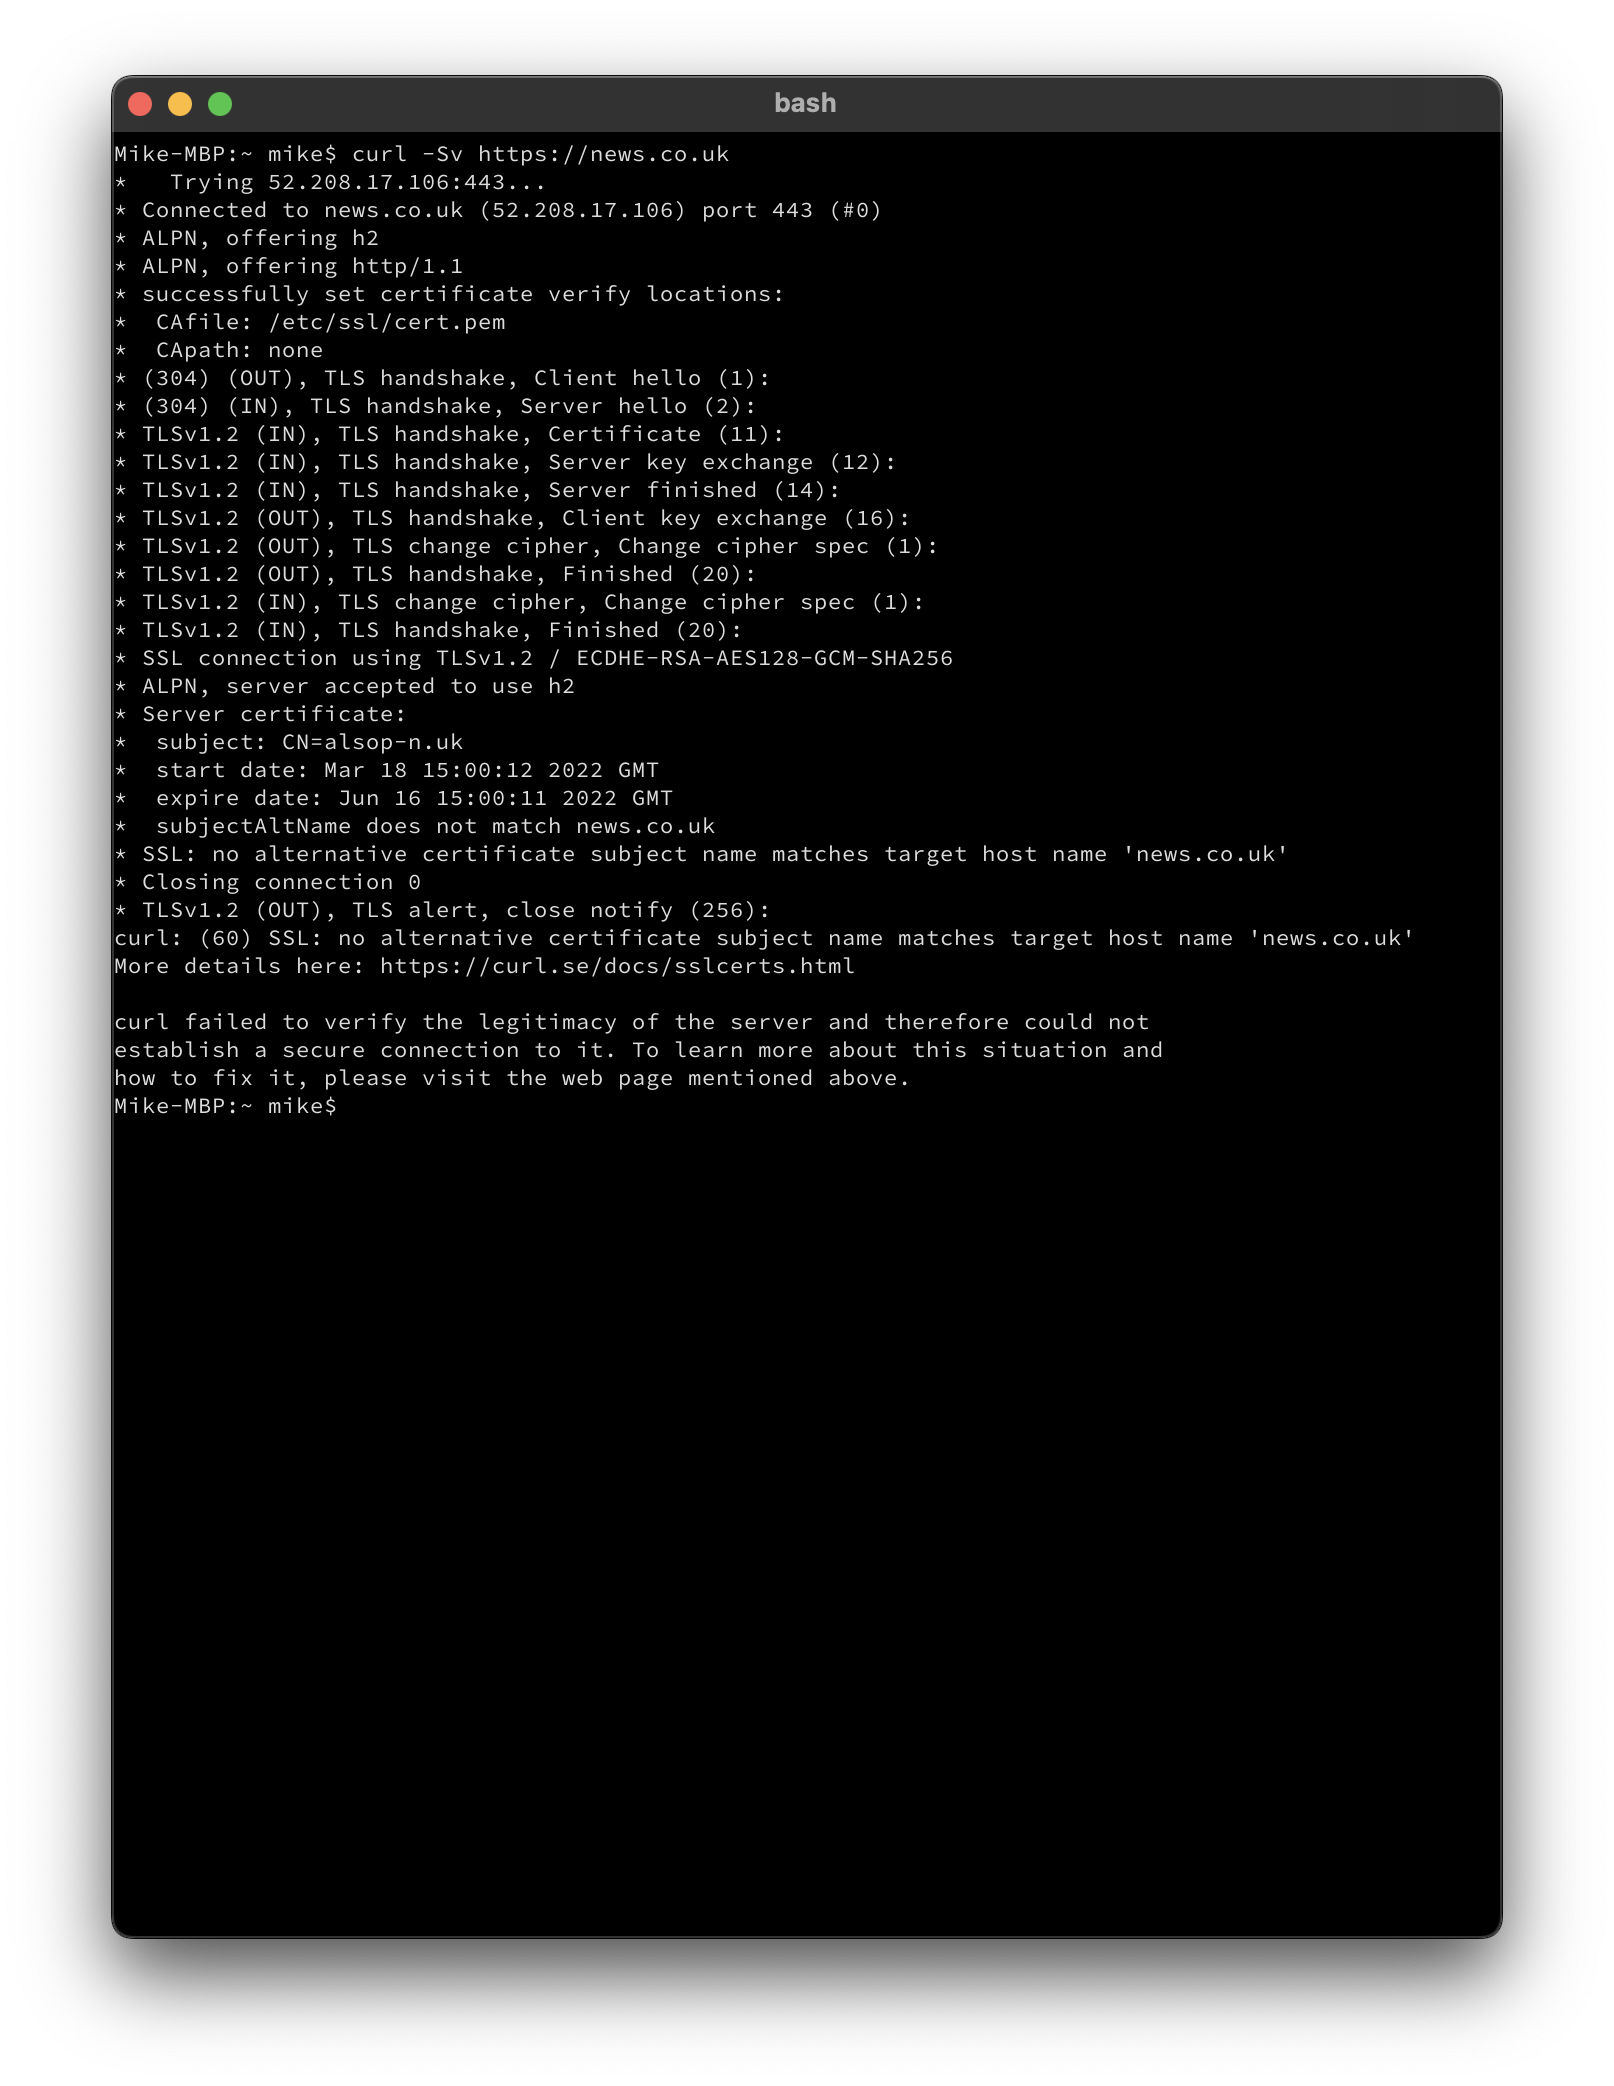 bash
Mike-MBP:~ mike$ curl -Sv https://news.co.uk
*   Trying 52.208.17.106:443...
* Connected to news.co.uk (52.208.17.106) port 443 (#0)
* ALPN, offering h2
* ALPN, offering http/1.1
* successfully set certificate verify locations:
*  CAfile: /etc/ssl/cert.pem
*  CApath: none
* (304) (OUT), TLS handshake, Client hello (1):
* (304) (IN), TLS handshake, Server hello (2):
* TLSv1.2 (IN), TLS handshake, Certificate (11):
* TLSv1.2 (IN), TLS handshake, Server key exchange (12):
* TLSv1.2 (IN), TLS handshake, Server finished (14):
* TLSv1.2 (OUT), TLS handshake, Client key exchange (16):
* TLSv1.2 (OUT), TLS change cipher, Change cipher spec (1):
* TLSv1.2 (OUT), TLS handshake, Finished (20):
* TLSv1.2 (IN), TLS change cipher, Change cipher spec (1):
* TLSv1.2 (IN), TLS handshake, Finished (20):
* SSL connection using TLSv1.2 / ECDHE-RSA-AES128-GCM-SHA256
* ALPN, server accepted to use h2
* Server certificate:
*  subject: CN=alsop-n.uk
*  start date: Mar 18 15:00:12 2022 GMT
*  expire date: Jun 16 15:00:11 2022 GMT
*  subjectAltName does not match news.co.uk
* SSL: no alternative certificate subject name matches target host name 'news.co.uk'
* Closing connection 0
* TLSv1.2 (OUT), TLS alert, close notify (256):
curl: (60) SSL: no alternative certificate subject name matches target host name 'news.co.uk'
More details here: https://curl.se/docs/sslcerts.html
curl failed to verify the legitimacy of the server and therefore could not
establish a secure connection to it. To learn more about this situation and
how to fix it, please visit the web page mentioned above.
Mike-MBP:~ mike$